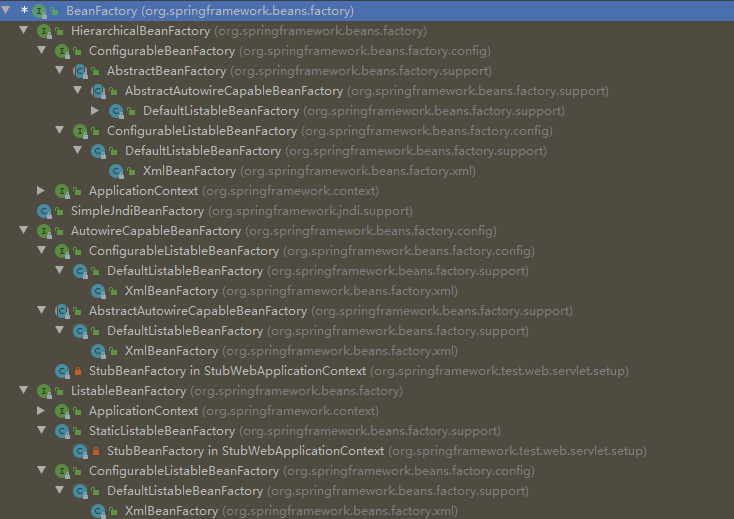 * BeanFactory (org.springframework.beans.factory)
HierarchicalBeanFactory (org.springframework.beans.factory)
ConfigurableBeanFactory (org.springframework.beans.factory.config)
AbstractBeanFactory (org.springframework.beans.factory.support)
AbstractAutowireCapableBeanFactory (org.springframework.beans.factory.support)
DefaultListableBeanFactory (org.springframework.beans.factory.support)
ConfigurableListableBeanFactory (org.springframework.beans.factory.config)
DefaultListableBeanFactory (org.springframework.beans.factory.support)
XmlBeanFactory (org.springframework.beans.factory.xml)
ApplicationContext (org.springframework.context)
SimpleJndiBeanFactory (org.springframework.jndi.support)
AutowireCapableBeanFactory (org.springframework.beans.factory.config)
ConfigurableListableBeanFactory (org.springframework.beans.factory.config)
DefaultListableBeanFactory (org.springframework.beans.factory.support)
XmlBeanFactory (org.springframework.beans.factory.xml)
AbstractAutowireCapableBeanFactory (org.springframework.beans.factory.support)
DefaultListableBeanFactory (org.springframework.beans.factory.support)
XmlBeanFactory (org.springframework.beans.factory.xml)
StubBeanFactory in StubWebApplicationContext (org.springframework.test.web.servlet.setup)
ListableBeanFactory (org.springframework.beans.factory)
ApplicationContext (org.springframework.context)
StaticListableBeanFactory (org.springframework.beans.factory.support)
StubBeanFactory in StubWebApplicationContext (org.springframework.test.web.servlet.setup)
ConfigurableListableBeanFactory (org.springframework.beans.factory.config)
DefaultListableBeanFactory (org.springframework.beans.factory.support)
XmlBeanFactory (org.springframework.beans.factory.xml)